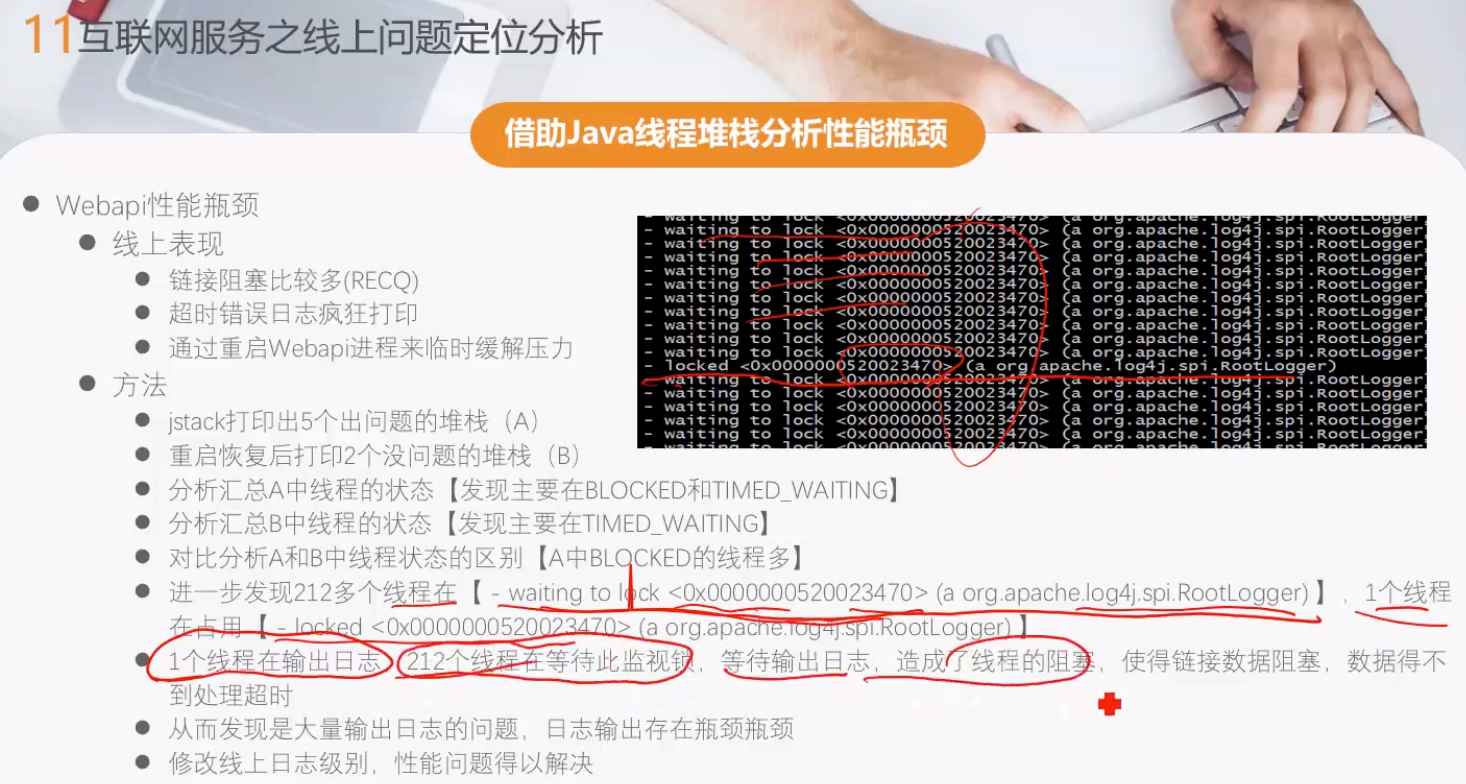 11互联网服务之线上问题定位分析
借助Java线程堆栈分析性能瓶颈
Webapi性能瓶颈
线上表现
链接阻塞比较多(RECQ)
超时错误日志疯狂打印
通过重启Webapi进程来临时缓解压力
方法
jstack打印出5个出问题的堆栈（A）
重启恢复后打印2个没问题的堆栈（B）
分析汇总A中线程的状态【发现主要在BLOCKED和TIMED_WAITING】
分析汇总B中线程的状态【发现主要在TIMED_WAITING】
对比分析A和B中线程状态的区别【A中BLOCKED的线程多】
进一步发现212多个线程在【 - waiting to lock <0x0000000520023470> (a org.apache.log4j.spi.RootLogger) 】，1个线程
在占用【 - locked <0x0000000520023470> (a org.apache.log4j.spi.RootLogger) 】
1个线程在输出日志，212个线程在等待此监视锁，等待输出日志，造成了线程的阻塞，使得链接数据阻塞，数据得不
到处理超时
从而发现是大量输出日志的问题，日志输出存在瓶颈瓶颈
修改线上日志级别，性能问题得以解决
- waiting to lock <0x0000000520023470> (a org.apache.log4j.spi.RootLogger
- waiting to lock <0x0000000520023470> (a org.apache.log4j.spi.RootLogger
- waiting to lock <0x0000000520023470> (a org.apache.log4j.spi.RootLogger
- waiting to lock <0x0000000520023470> (a org.apache.log4j.spi.RootLogger
- waiting to lock <0x0000000520023470> (a org.apache.log4j.spi.RootLogger
- waiting to lock <0x0000000520023470> (a org.apache.log4j.spi.RootLogger
- waiting to lock <0x0000000520023470> (a org.apache.log4j.spi.RootLogger
- waiting to lock <0x0000000520023470> (a org.apache.log4j.spi.RootLogger
- waiting to lock <0x0000000520023470> (a org.apache.log4j.spi.RootLogger
- waiting to lock <0x0000000520023470> (a org.apache.log4j.spi.RootLogger
- waiting to lock <0x0000000520023470> (a org.apache.log4j.spi.RootLogger
- locked <0x0000000520023470> (a org.apache.log4j.spi.RootLogger)
- waiting to lock <0x0000000520023470> (a org.apache.log4j.spi.RootLogger
- waiting to lock <0x0000000520023470> (a org.apache.log4j.spi.RootLogger
- waiting to lock <0x0000000520023470> (a org.apache.log4j.spi.RootLogger
- waiting to lock <0x0000000520023470> (a org.apache.log4j.spi.RootLogger
- waiting to lock <0x0000000520023470> (a org.apache.log4j.spi.RootLogger
- waiting to lock <0x0000000520023470> (a org.apache.log4j.spi.RootLogger